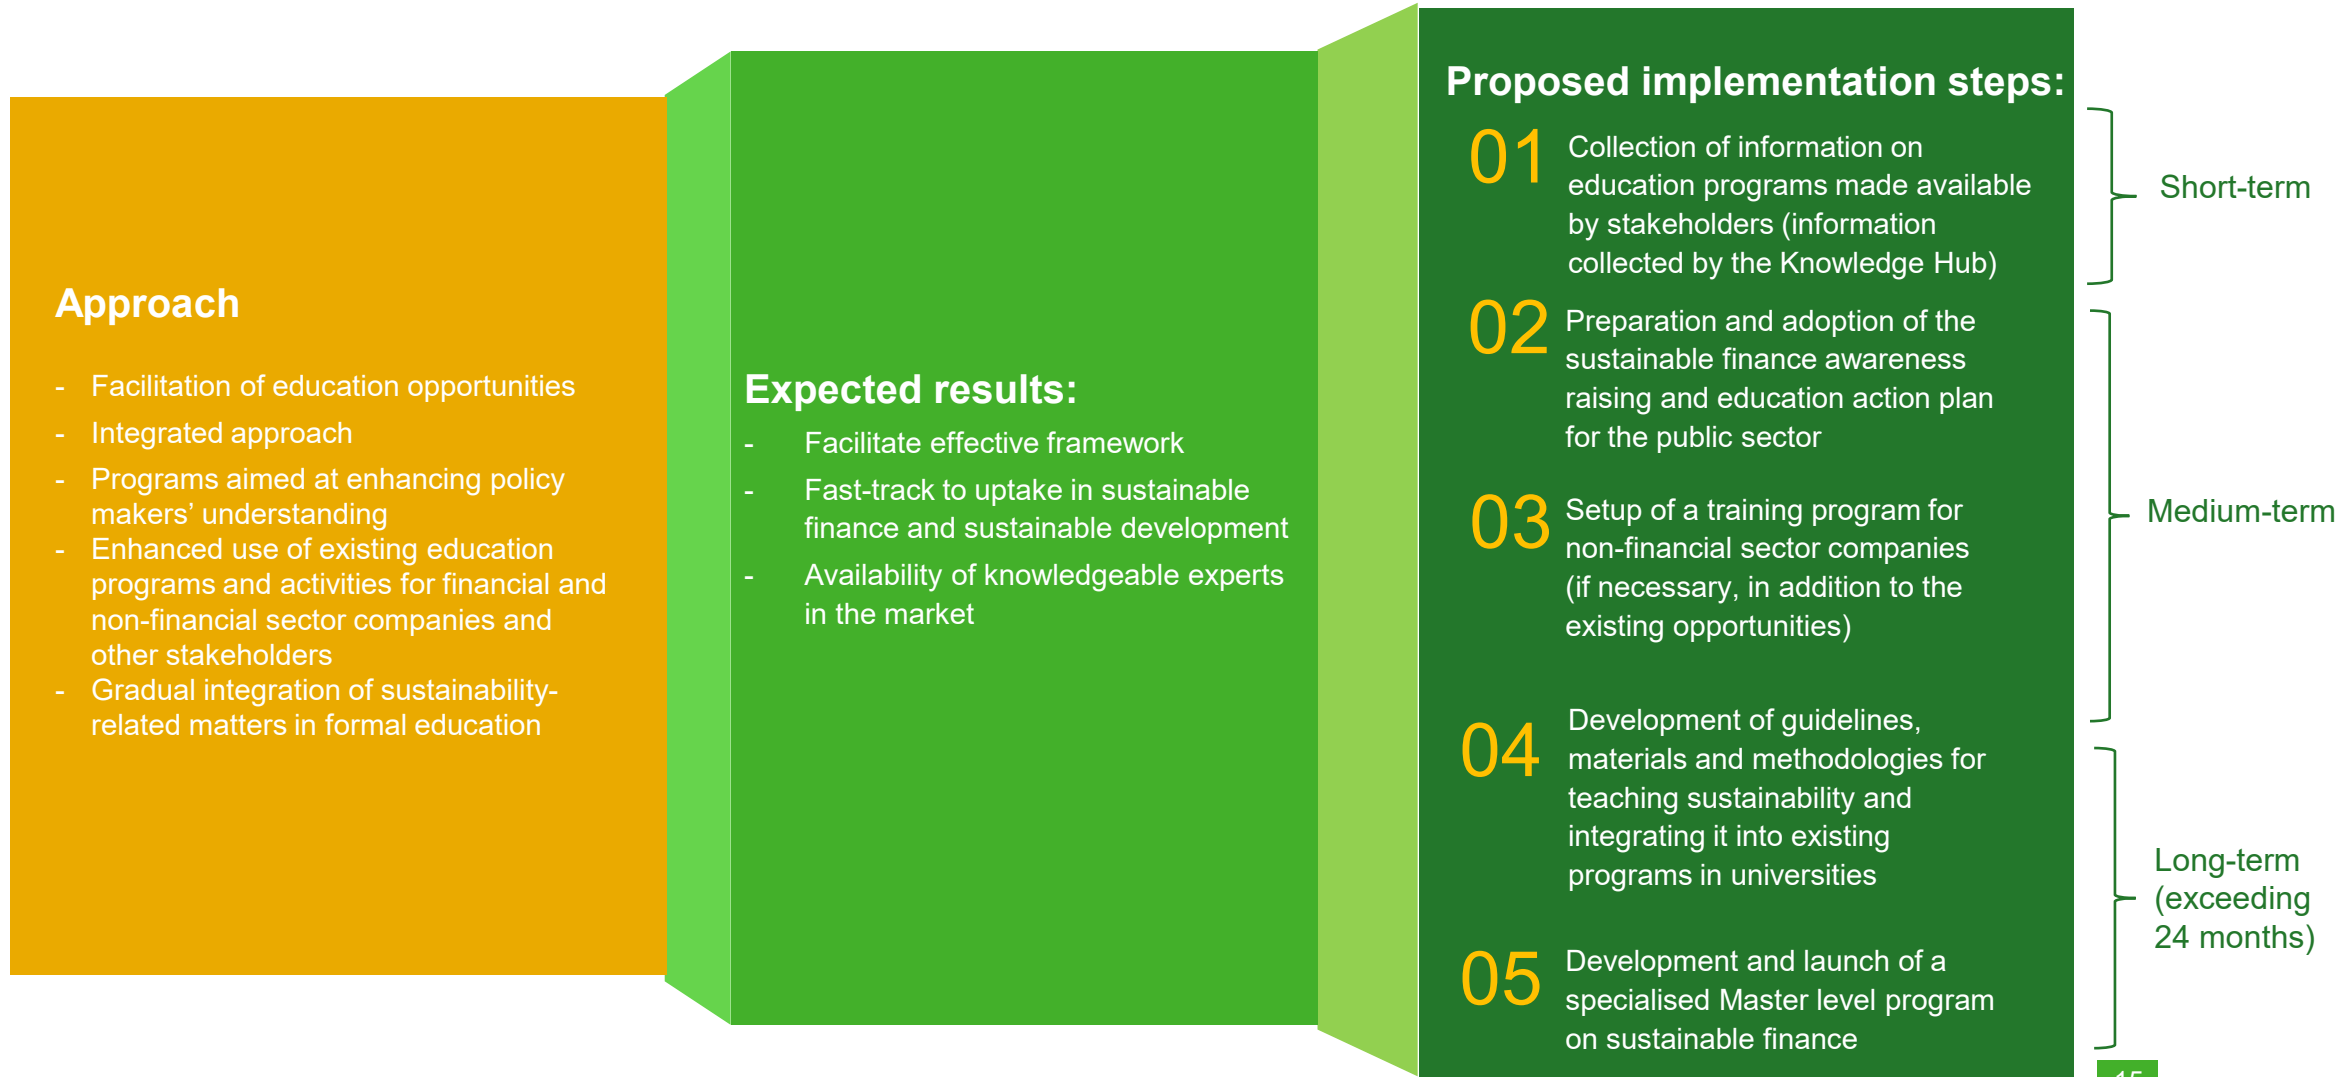 Approach
- Facilitation of education opportunities
- Integrated approach
- Programs aimed at enhancing policy
makers’ understanding
- Enhanced use of existing education
programs and activities for financial and
non-financial sector companies and
other stakeholders
- Gradual integration of sustainability-
related matters in formal education
Expected results:
- Facilitate effective framework
- Fast-track to uptake in sustainable
finance and sustainable development
- Availability of knowledgeable experts
in the market
Proposed implementation steps:
01
Collection of information on
education programs made available
by stakeholders (information
collected by the Knowledge Hub)
02
Preparation and adoption of the
sustainable finance awareness
raising and education action plan
for the public sector
03
Setup of a training program for
non-financial sector companies
(if necessary, in addition to the
existing opportunities)
04
Development of guidelines,
materials and methodologies for
teaching sustainability and
integrating it into existing
programs in universities
05
Development and launch of a
specialised Master level program
on sustainable finance
Short-term
Medium-term
Long-term
(exceeding
24 months)
15